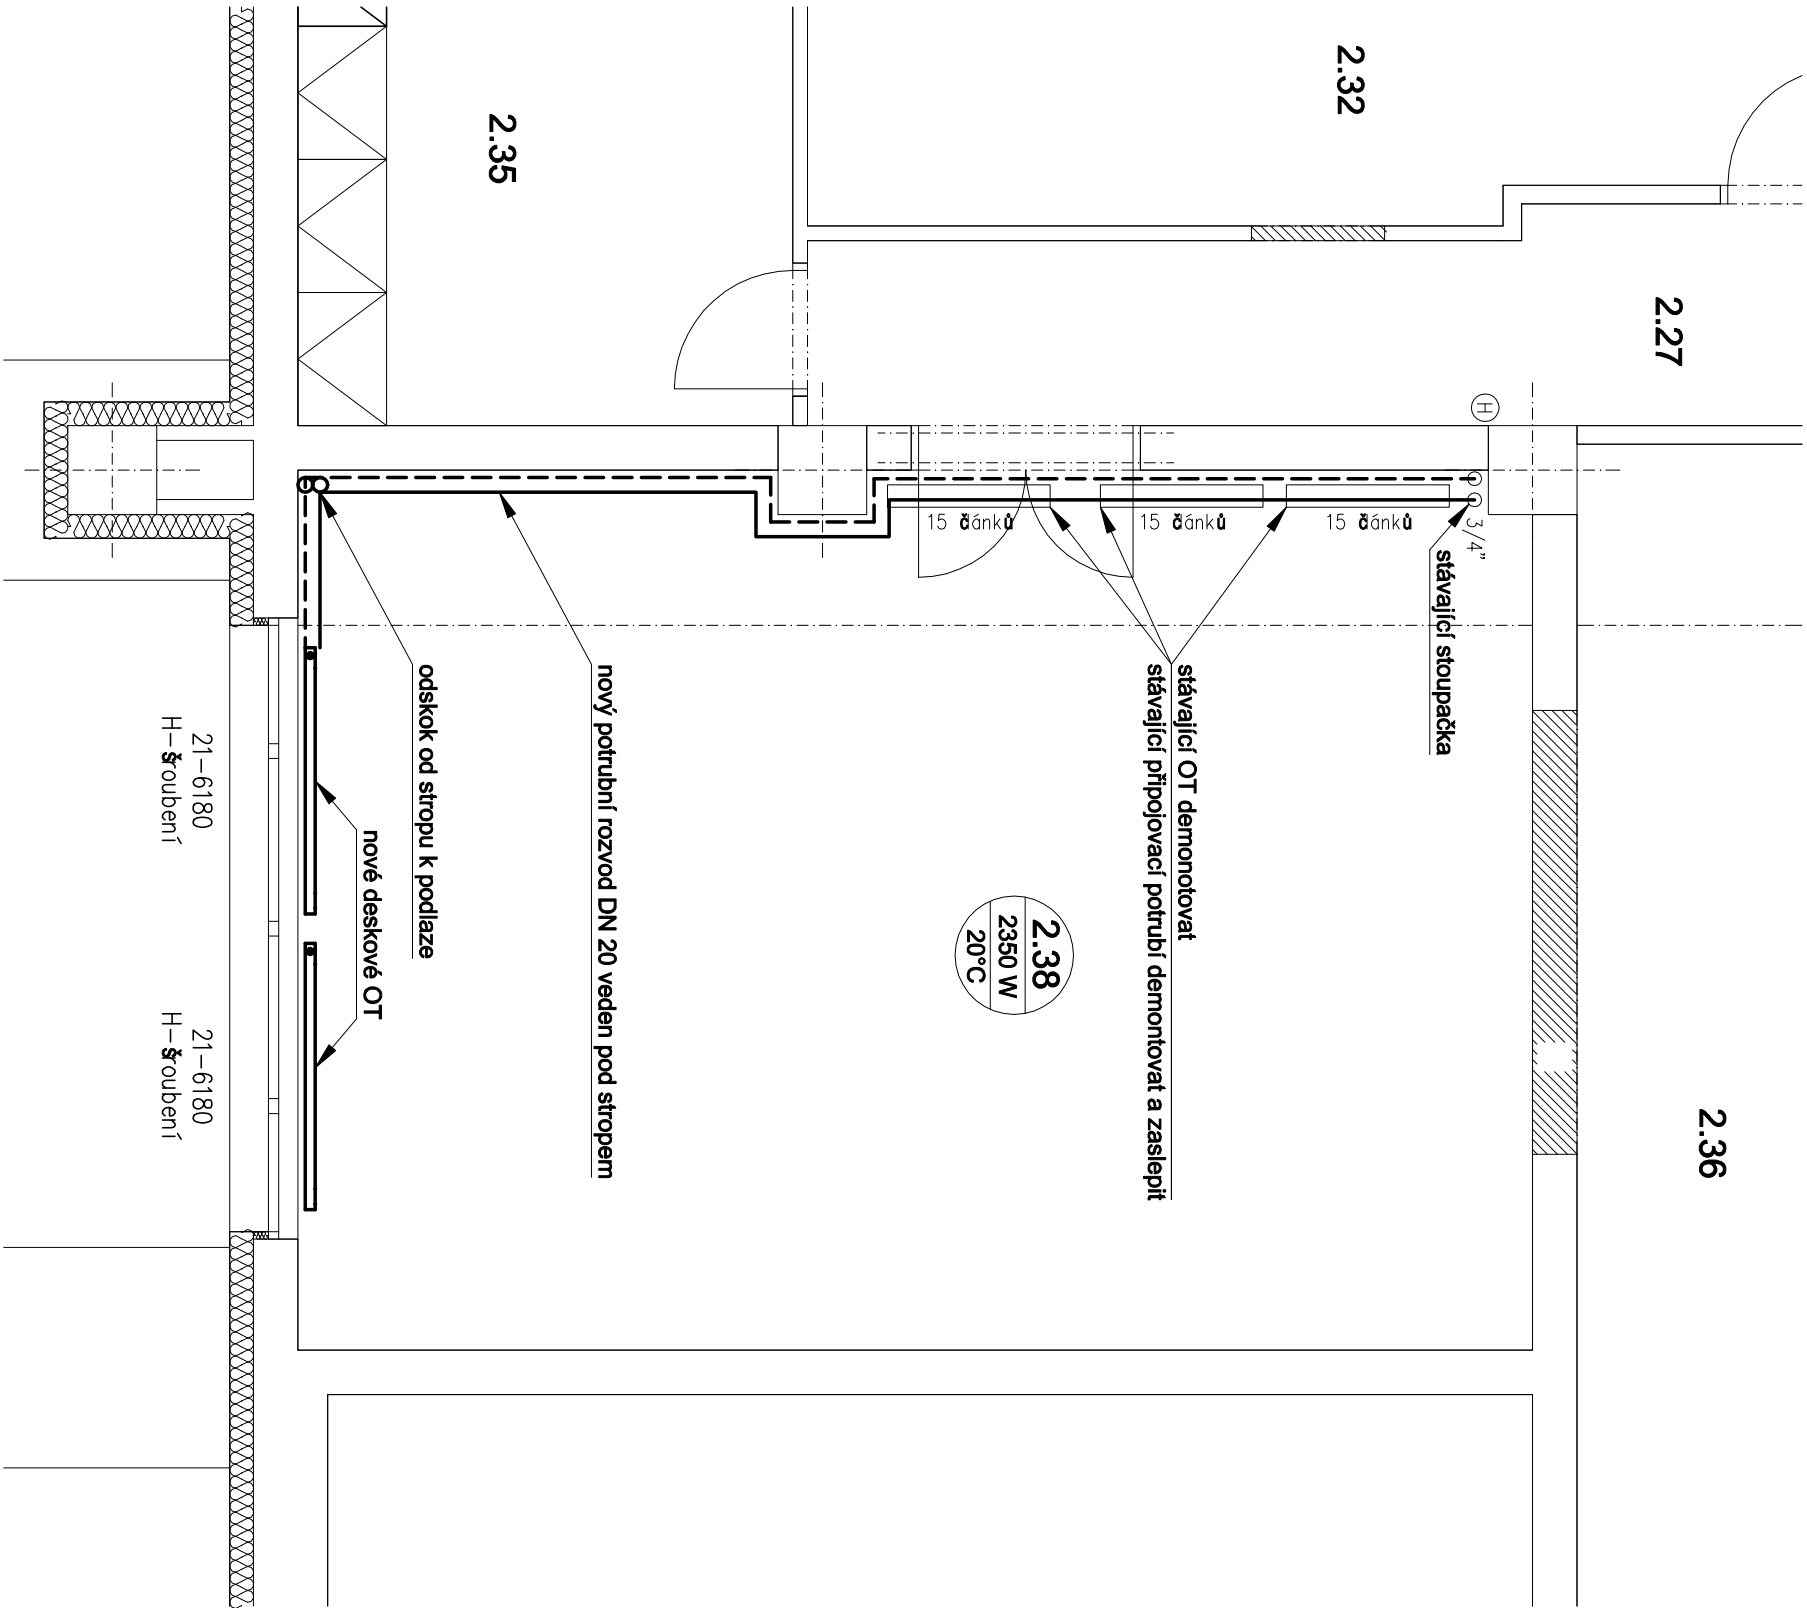 2.32
2.35
2.27
H
3/4"
15 článků
15 článků
15 článků
stávající stoupačka
stávající OT demonotovat
stávající připojovací potrubí demontovat a zaslepit
nový potrubní rozvod DN 20 veden pod stropem
odskok od stropu k podlaze
nové deskové OT
21-6180
H-šroubení
21-6180
H-šroubení
2.38
2350 W
20°C
2.36